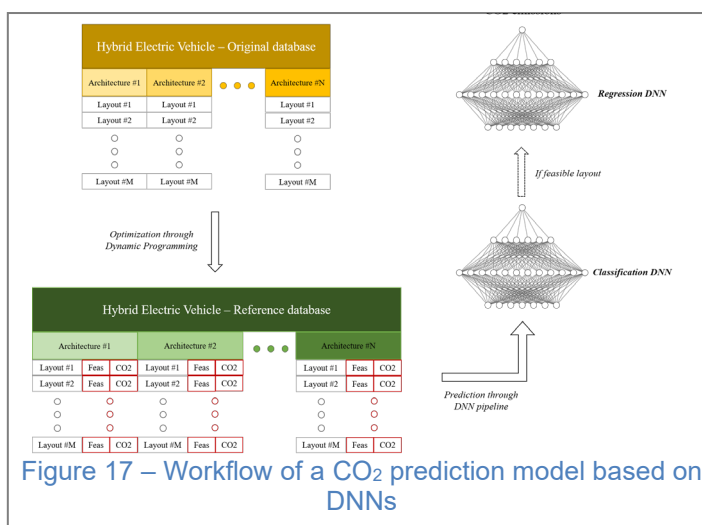 Hybrid Electric Vehicle – Original database
Architecture #1 Architecture #2 Architecture #N
Layout #1 Layout #1 Layout #1
Layout #2 Layout #2 Layout #2
Layout #M Layout #M Layout #M
Optimization through
Dynamic Programming
Hybrid Electric Vehicle – Reference database
Architecture #1 Architecture #2 Architecture #N
Layout #1 Feas CO2 Layout #1 Feas CO2 Layout #1 Feas CO2
Layout #2 Feas CO2 Layout #2 Feas CO2 Layout #2 Feas CO2
Layout #M Feas CO2 Layout #M Feas CO2 Layout #M Feas CO2
Regression DNN
If feasible layout
Classification DNN
Prediction through
DNN pipeline
Figure 17 – Workflow of a CO2 prediction model based on
DNNs